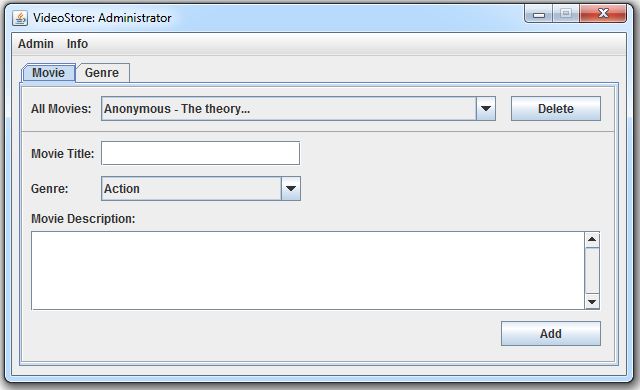 VideoStore: Administrator
Admin Info
Movie Genre
All Movies: Anonymous - The theory... Delete
Movie Title:
Genre: Action
Movie Description:
Add